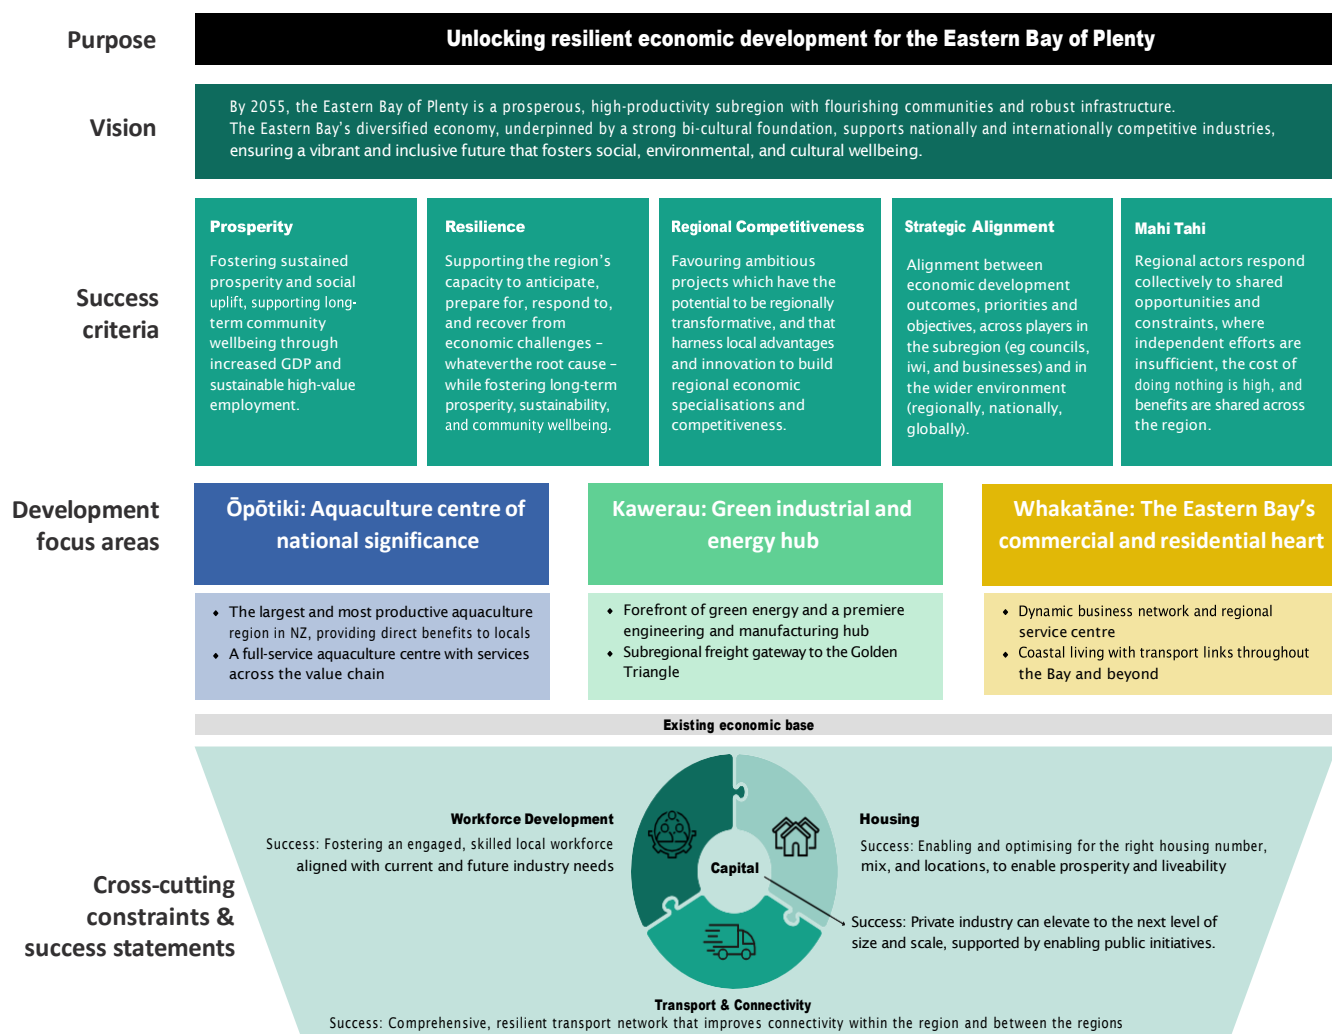 Purpose
Unlocking resilient economic development for the Eastern Bay of Plenty
Vision
By 2055, the Eastern Bay of Plenty is a prosperous, high-productivity subregion with flourishing communities and robust infrastructure.
The Eastern Bay's diversified economy, underpinned by a strong bi-cultural foundation, supports nationally and internationally competitive industries,
ensuring a vibrant and inclusive future that fosters social, environmental, and cultural wellbeing.
Success
criteria
Prosperity
Fostering sustained
prosperity and social
uplift, supporting long-
term community
wellbeing through
increased GDP and
sustainable high-value
employment.
Resilience
Supporting the region's
capacity to anticipate,
prepare for, respond to,
and recover from
economic challenges –
whatever the root cause –
while fostering long-term
prosperity, sustainability,
and community wellbeing.
Regional Competitiveness
Favouring ambitious
projects which have the
potential to be regionally
transformative, and that
harness local advantages
and innovation to build
regional economic
specialisations and
competitiveness.
Strategic Alignment
Alignment between
economic development
outcomes, priorities and
objectives, across players in
the subregion (eg councils,
iwi, and businesses) and in
the wider environment
(regionally, nationally,
globally).
Mahi Tahi
Regional actors respond
collectively to shared
opportunities and
constraints, where
independent efforts are
insufficient, the cost of
doing nothing is high, and
benefits are shared across
the region.
Development
focus areas
Ōpōtiki: Aquaculture centre of
national significance
The largest and most productive aquaculture
region in NZ, providing direct benefits to locals
A full-service aquaculture centre with services
across the value chain
Kawerau: Green industrial and
energy hub
Forefront of green energy and a premiere
engineering and manufacturing hub
Subregional freight gateway to the Golden
Triangle
Whakatāne: The Eastern Bay's
commercial and residential heart
Dynamic business network and regional
service centre
Coastal living with transport links throughout
the Bay and beyond
Existing economic base
Cross-cutting
constraints &
success statements
Workforce Development
Success: Fostering an engaged, skilled local workforce
aligned with current and future industry needs
Capital
Housing
Success: Enabling and optimising for the right housing number,
mix, and locations, to enable prosperity and liveability
Success: Private industry can elevate to the next level of
size and scale, supported by enabling public initiatives.
Transport & Connectivity
Success: Comprehensive, resilient transport network that improves connectivity within the region and between the regions